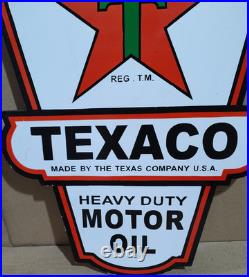 T
REG. T.M.
TEXACO
MADE BY THE TEXAS COMPANY U.S.A.
HEAVY DUTY
MOTOR
OIL